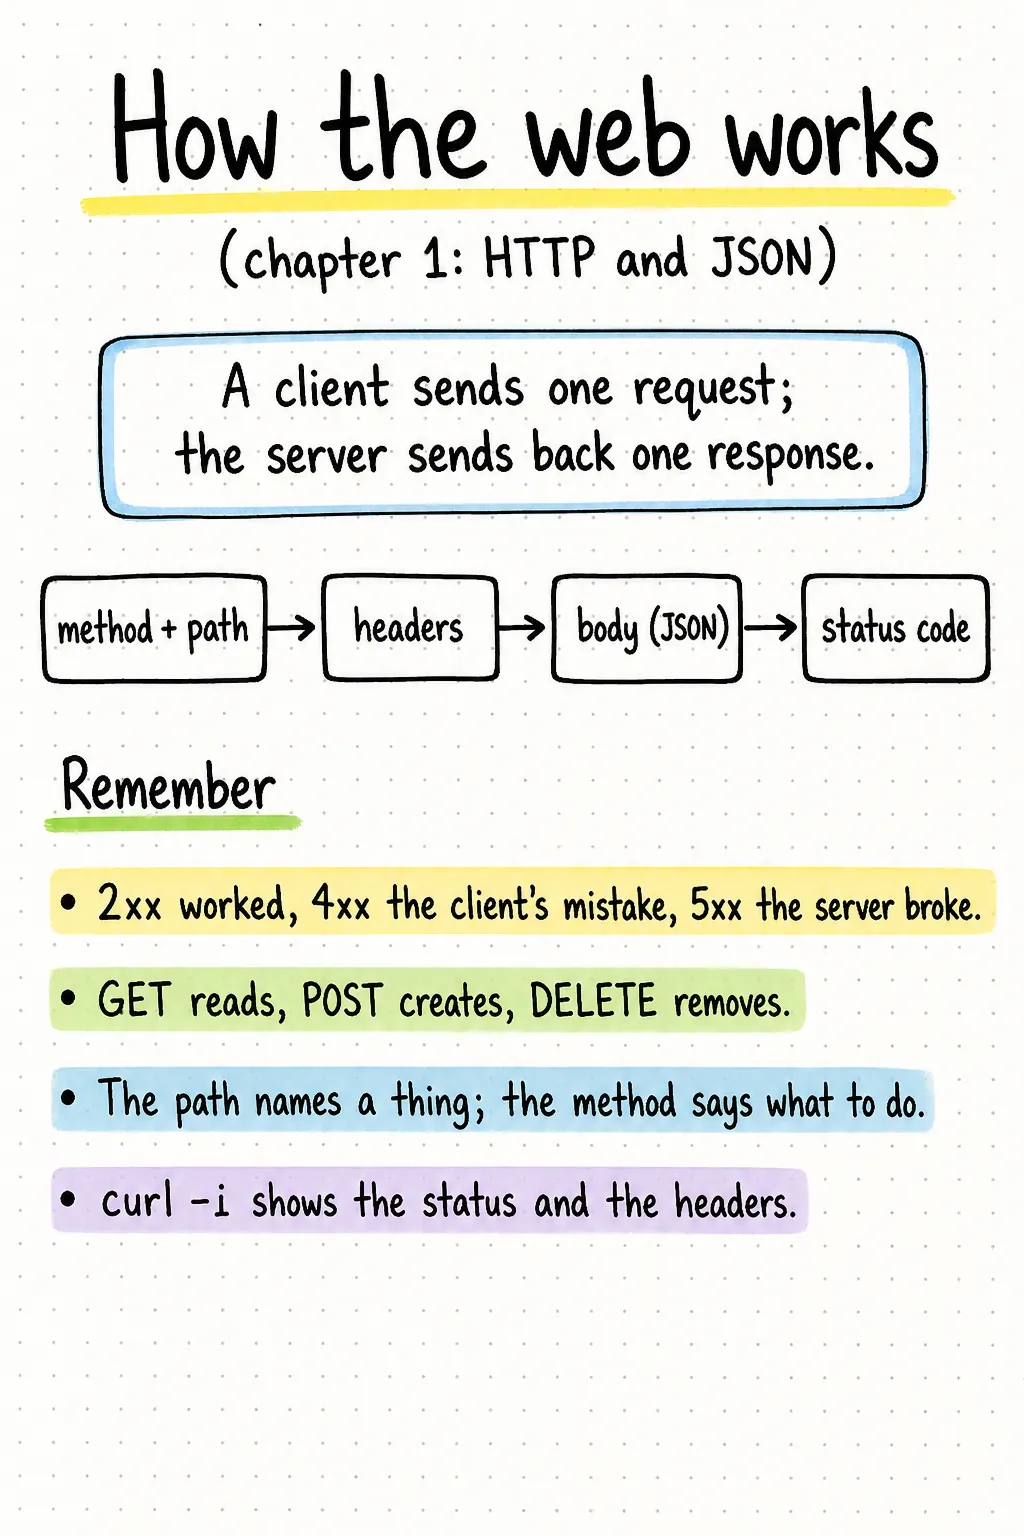 How the web works
(chapter 1: HTTP and JSON)
A client sends one request;
the server sends back one response.
method + path → headers → body (JSON) → status code
Remember
• 2xx worked, 4xx the client's mistake, 5xx the server broke.
• GET reads, POST creates, DELETE removes.
• The path names a thing; the method says what to do.
• curl -i shows the status and the headers.